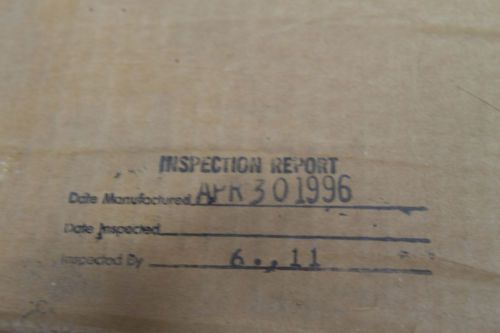 INSPECTION REPORT
Date Manufactured APR 30 1996
Date Inspected
Inspected By 6., 11